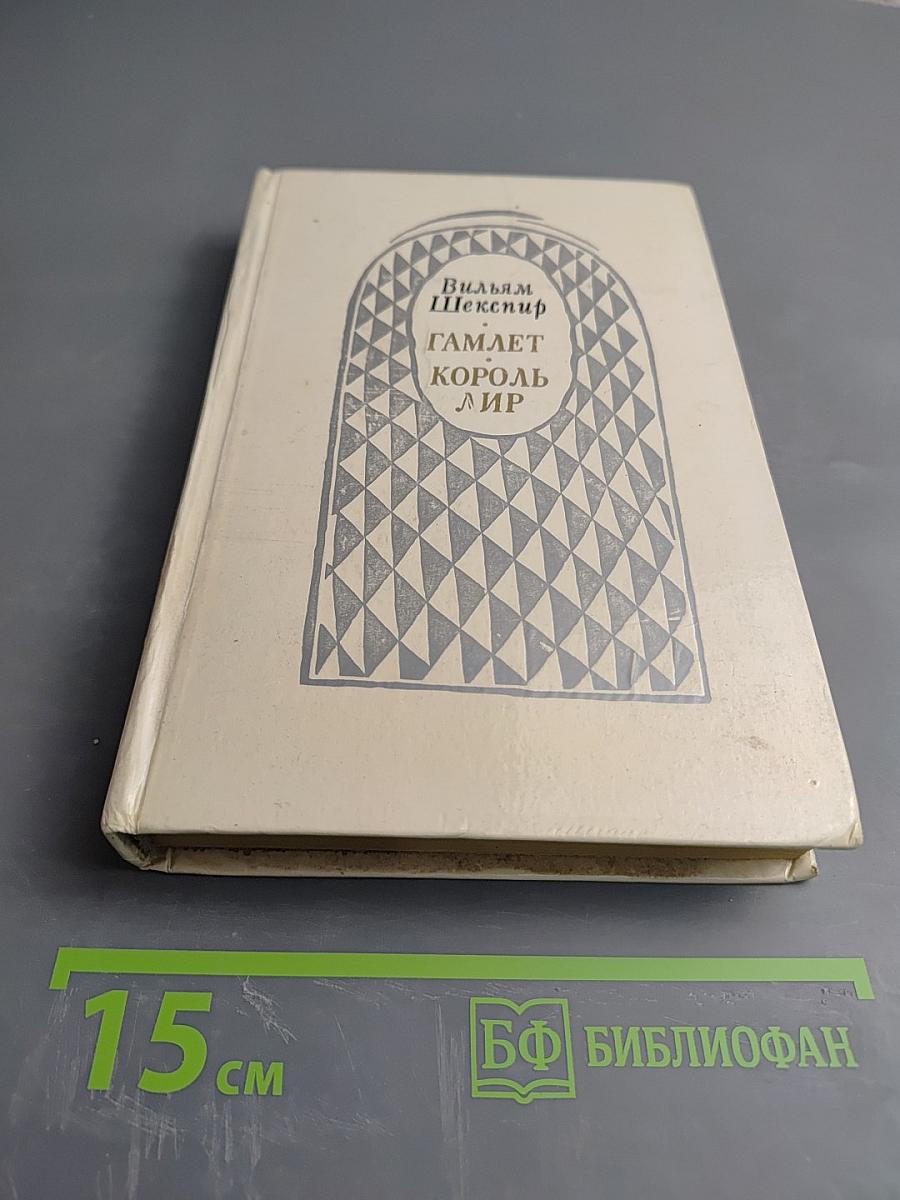 Вильям
Шекспир
ГАМЛЕТ
КОРОЛЬ
ЛИР
15 см
БФ БИБЛИОФАН